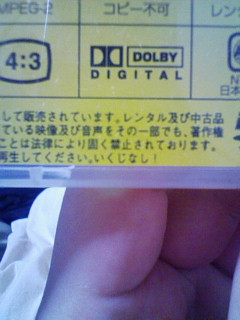 MPEG-2 コピー不可 レン
4:3 DOLBY N
DIGITAL 日本
して販売されています。レンタル及び中古品
ている映像及び音声をその一部でも、著作権
ことは法律により固く禁止されております。
再生してください。いくじなし!